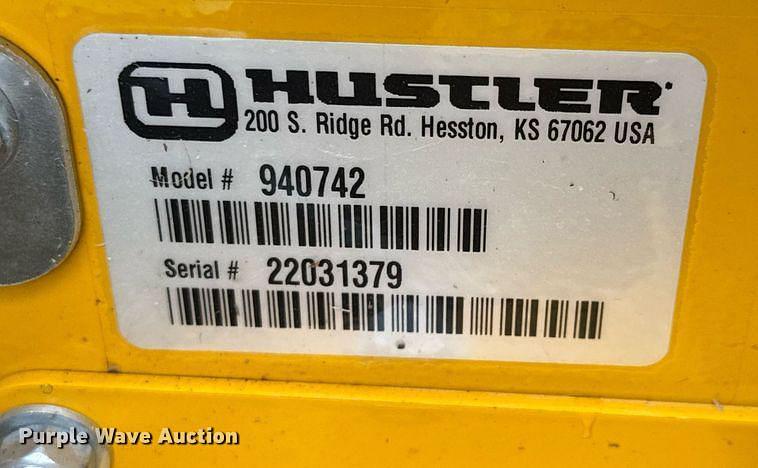 H HUSTLER
200 S. Ridge Rd. Hesston, KS 67062 USA
Model # 940742
Serial # 22031379
Purple Wave Auction